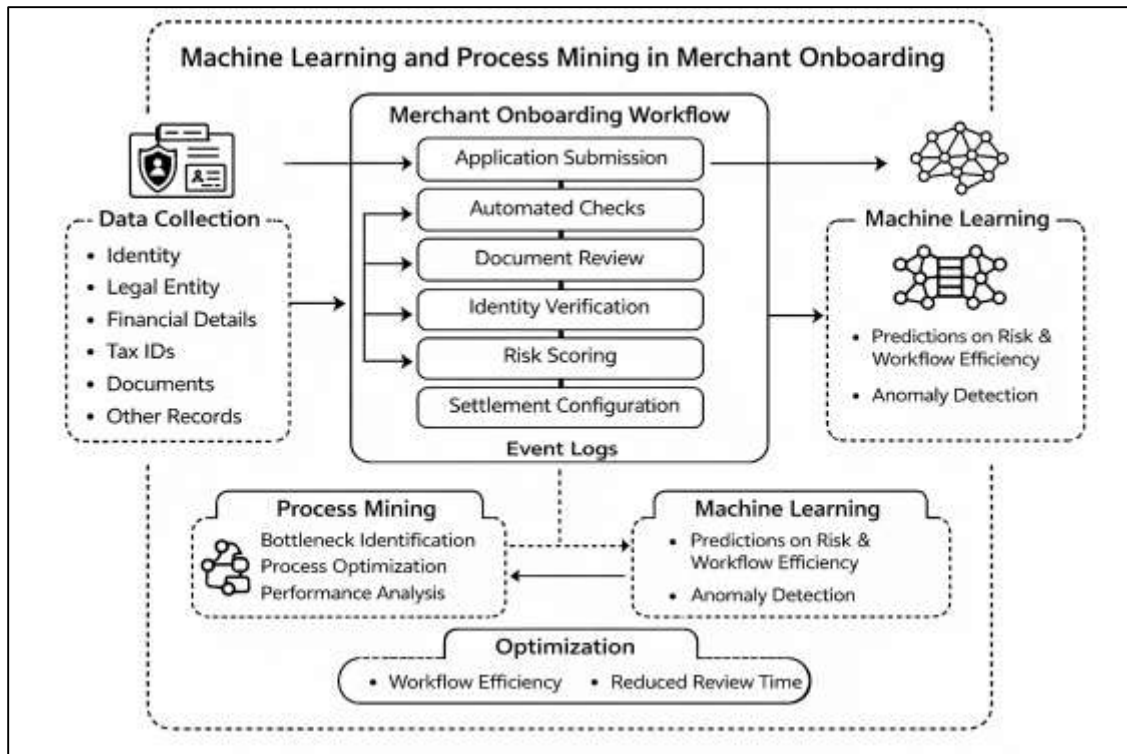 Machine Learning and Process Mining in Merchant Onboarding
Merchant Onboarding Workflow
Application Submission
Automated Checks
Document Review
Identity Verification
Risk Scoring
Settlement Configuration
Event Logs
Data Collection
• Identity
• Legal Entity
• Financial Details
• Tax IDs
• Documents
• Other Records
Machine Learning
• Predictions on Risk &
Workflow Efficiency
• Anomaly Detection
Process Mining
Bottleneck Identification
Process Optimization
Performance Analysis
Machine Learning
• Predictions on Risk &
Workflow Efficiency
• Anomaly Detection
Optimization
• Workflow Efficiency • Reduced Review Time